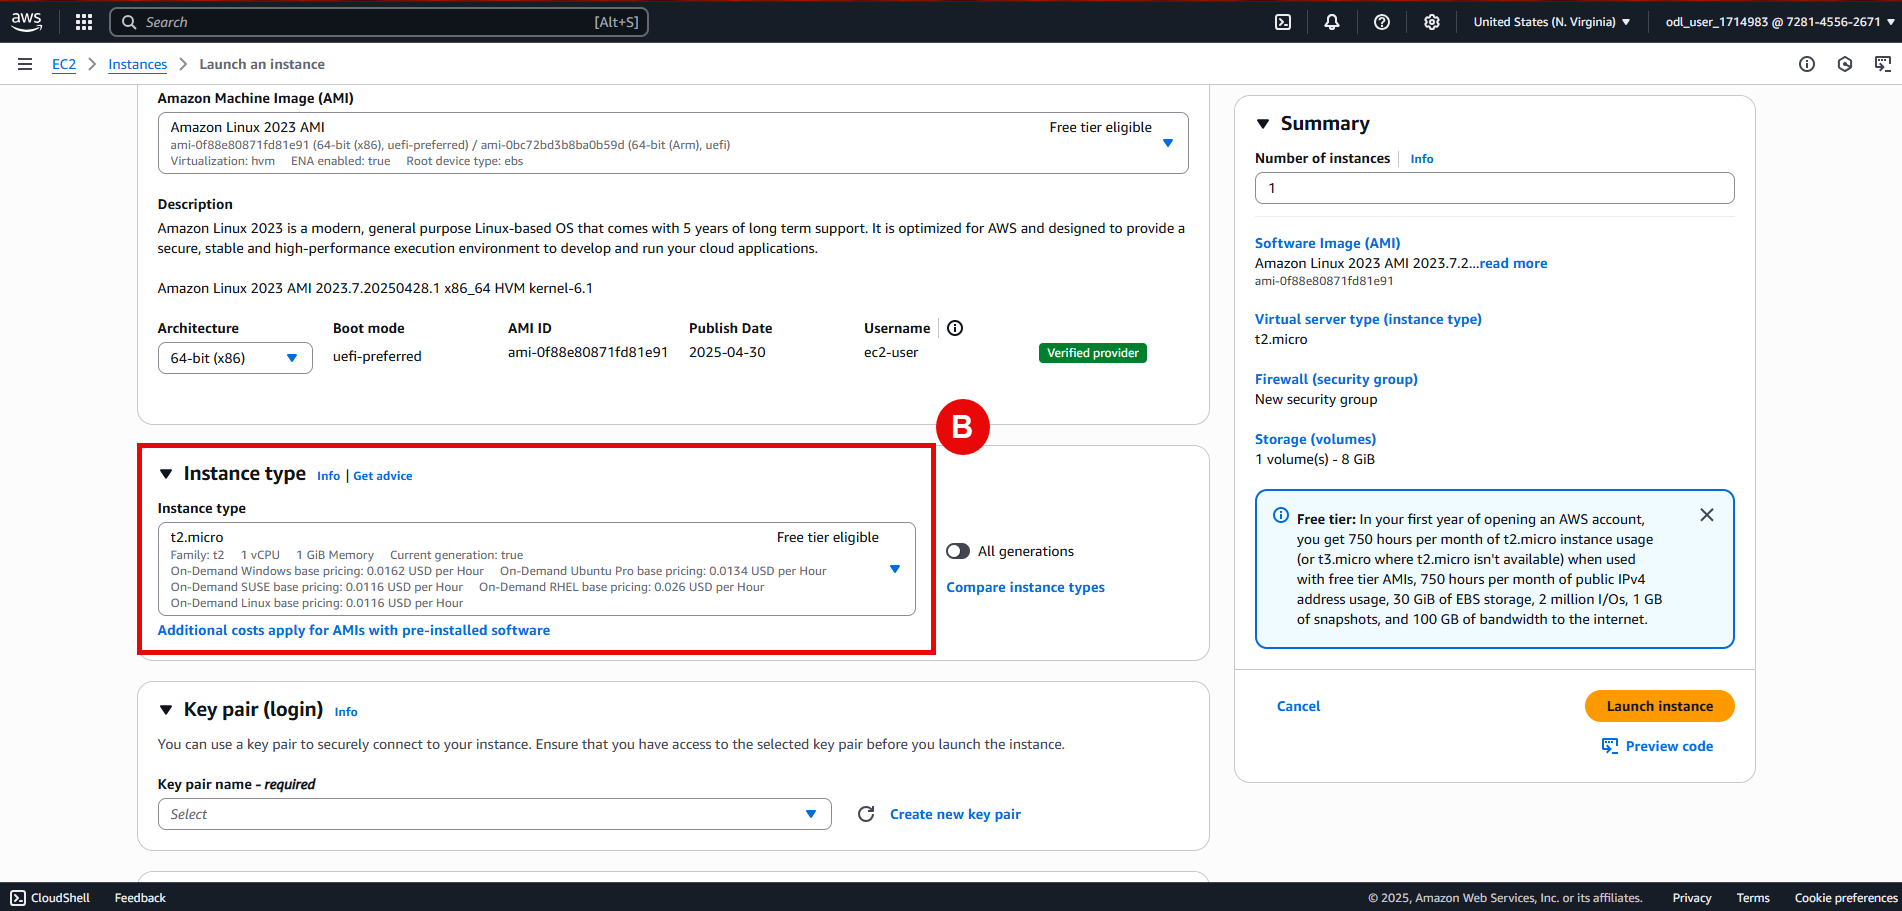 aws
Search [Alt+S]
United States (N. Virginia)
odl_user_1714983 @ 7281-4556-2671
EC2 Instances Launch an instance
Amazon Machine Image (AMI)
Amazon Linux 2023 AMI Free tier eligible
ami-0f88e80871fd81e91 (64-bit (x86), uefi-preferred) / ami-0bc72bd3b8ba0b59d (64-bit (Arm), uefi)
Virtualization: hvm ENA enabled: true Root device type: ebs
Description
Amazon Linux 2023 is a modern, general purpose Linux-based OS that comes with 5 years of long term support. It is optimized for AWS and designed to provide a
secure, stable and high-performance execution environment to develop and run your cloud applications.
Amazon Linux 2023 AMI 2023.7.20250428.1 x86_64 HVM kernel-6.1
Architecture Boot mode AMI ID Publish Date Username
64-bit (x86) uefi-preferred ami-0f88e80871fd81e91 2025-04-30 ec2-user Verified provider
B
Instance type Info | Get advice
Instance type
t2.micro Free tier eligible
Family: t2 1 vCPU 1 GiB Memory Current generation: true
On-Demand Windows base pricing: 0.0162 USD per Hour On-Demand Ubuntu Pro base pricing: 0.0134 USD per Hour
On-Demand SUSE base pricing: 0.0116 USD per Hour On-Demand RHEL base pricing: 0.026 USD per Hour
On-Demand Linux base pricing: 0.0116 USD per Hour
Additional costs apply for AMIs with pre-installed software
All generations
Compare instance types
Key pair (login) Info
You can use a key pair to securely connect to your instance. Ensure that you have access to the selected key pair before you launch the instance.
Key pair name - required
Select
Create new key pair
Summary
Number of instances Info
1
Software Image (AMI)
Amazon Linux 2023 AMI 2023.7.2...read more
ami-0f88e80871fd81e91
Virtual server type (instance type)
t2.micro
Firewall (security group)
New security group
Storage (volumes)
1 volume(s) - 8 GiB
Free tier: In your first year of opening an AWS account,
you get 750 hours per month of t2.micro instance usage
(or t3.micro where t2.micro isn't available) when used
with free tier AMIs, 750 hours per month of public IPv4
address usage, 30 GiB of EBS storage, 2 million I/Os, 1 GB
of snapshots, and 100 GB of bandwidth to the internet.
Cancel
Launch instance
Preview code
CloudShell Feedback
© 2025, Amazon Web Services, Inc. or its affiliates. Privacy Terms Cookie preferences